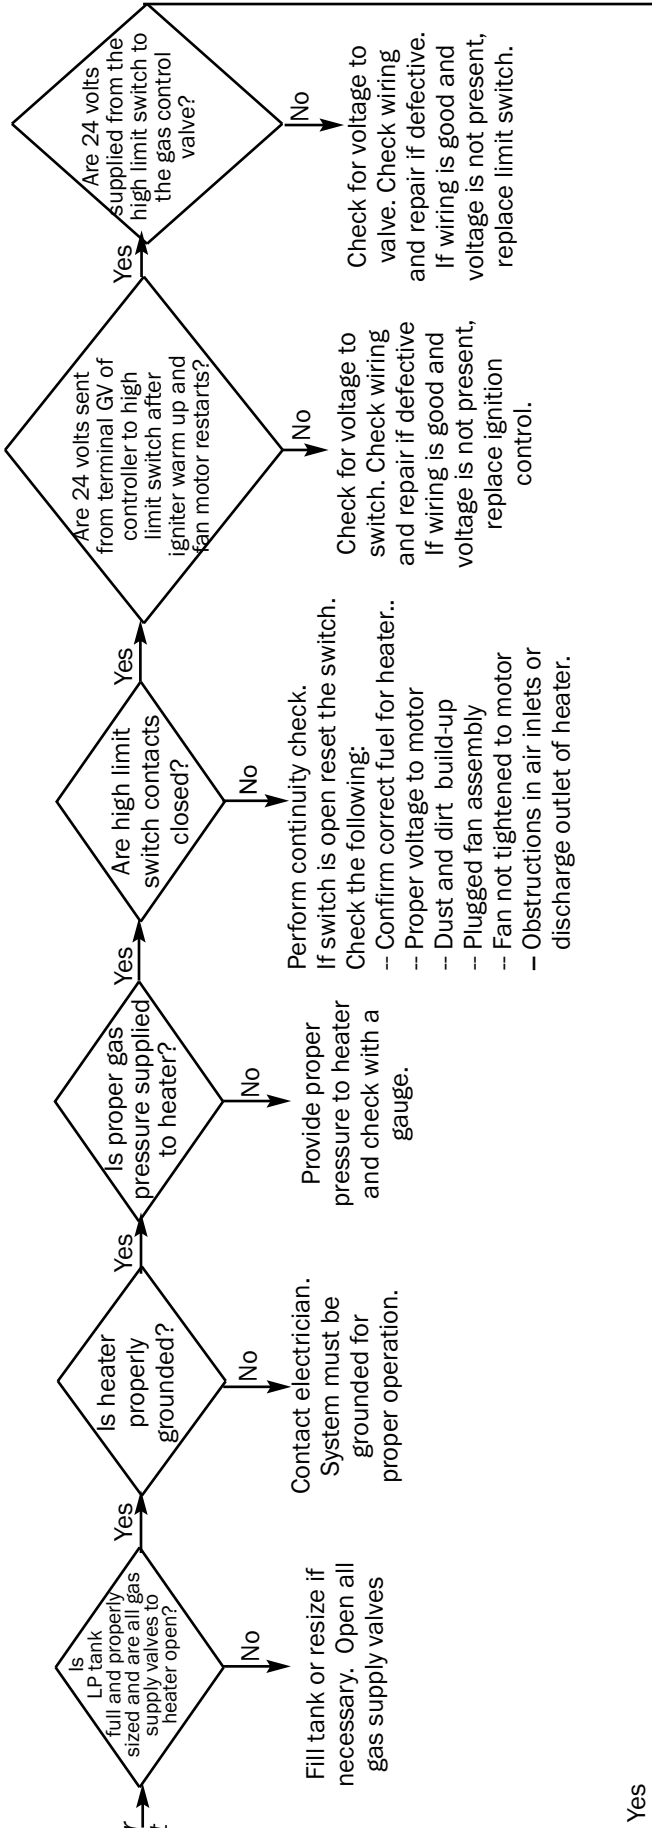 Is
LP tank
full and properly
sized and are all gas
supply valves to
heater open?
Yes
No
Fill tank or resize if
necessary. Open all
gas supply valves
Is heater
properly
grounded?
Yes
No
Contact electrician.
System must be
grounded for
proper operation.
Is proper gas
pressure supplied
to heater?
Yes
No
Provide proper
pressure to heater
and check with a
gauge.
Are high limit
switch contacts
closed?
Yes
No
Perform continuity check.
If switch is open reset the switch.
Check the following:
-- Confirm correct fuel for heater..
-- Proper voltage to motor
-- Dust and dirt build-up
-- Plugged fan assembly
-- Fan not tightened to motor
– Obstructions in air inlets or
discharge outlet of heater.
Are 24 volts sent
from terminal GV of
controller to high
limit switch after
igniter warm up and
fan motor restarts?
Yes
No
Check for voltage to
switch. Check wiring
and repair if defective
If wiring is good and
voltage is not present,
replace ignition
control.
Are 24 volts
supplied from the
high limit switch to
the gas control
valve?
No
Check for voltage to
valve. Check wiring
and repair if defective.
If wiring is good and
voltage is not present,
replace limit switch.
Yes